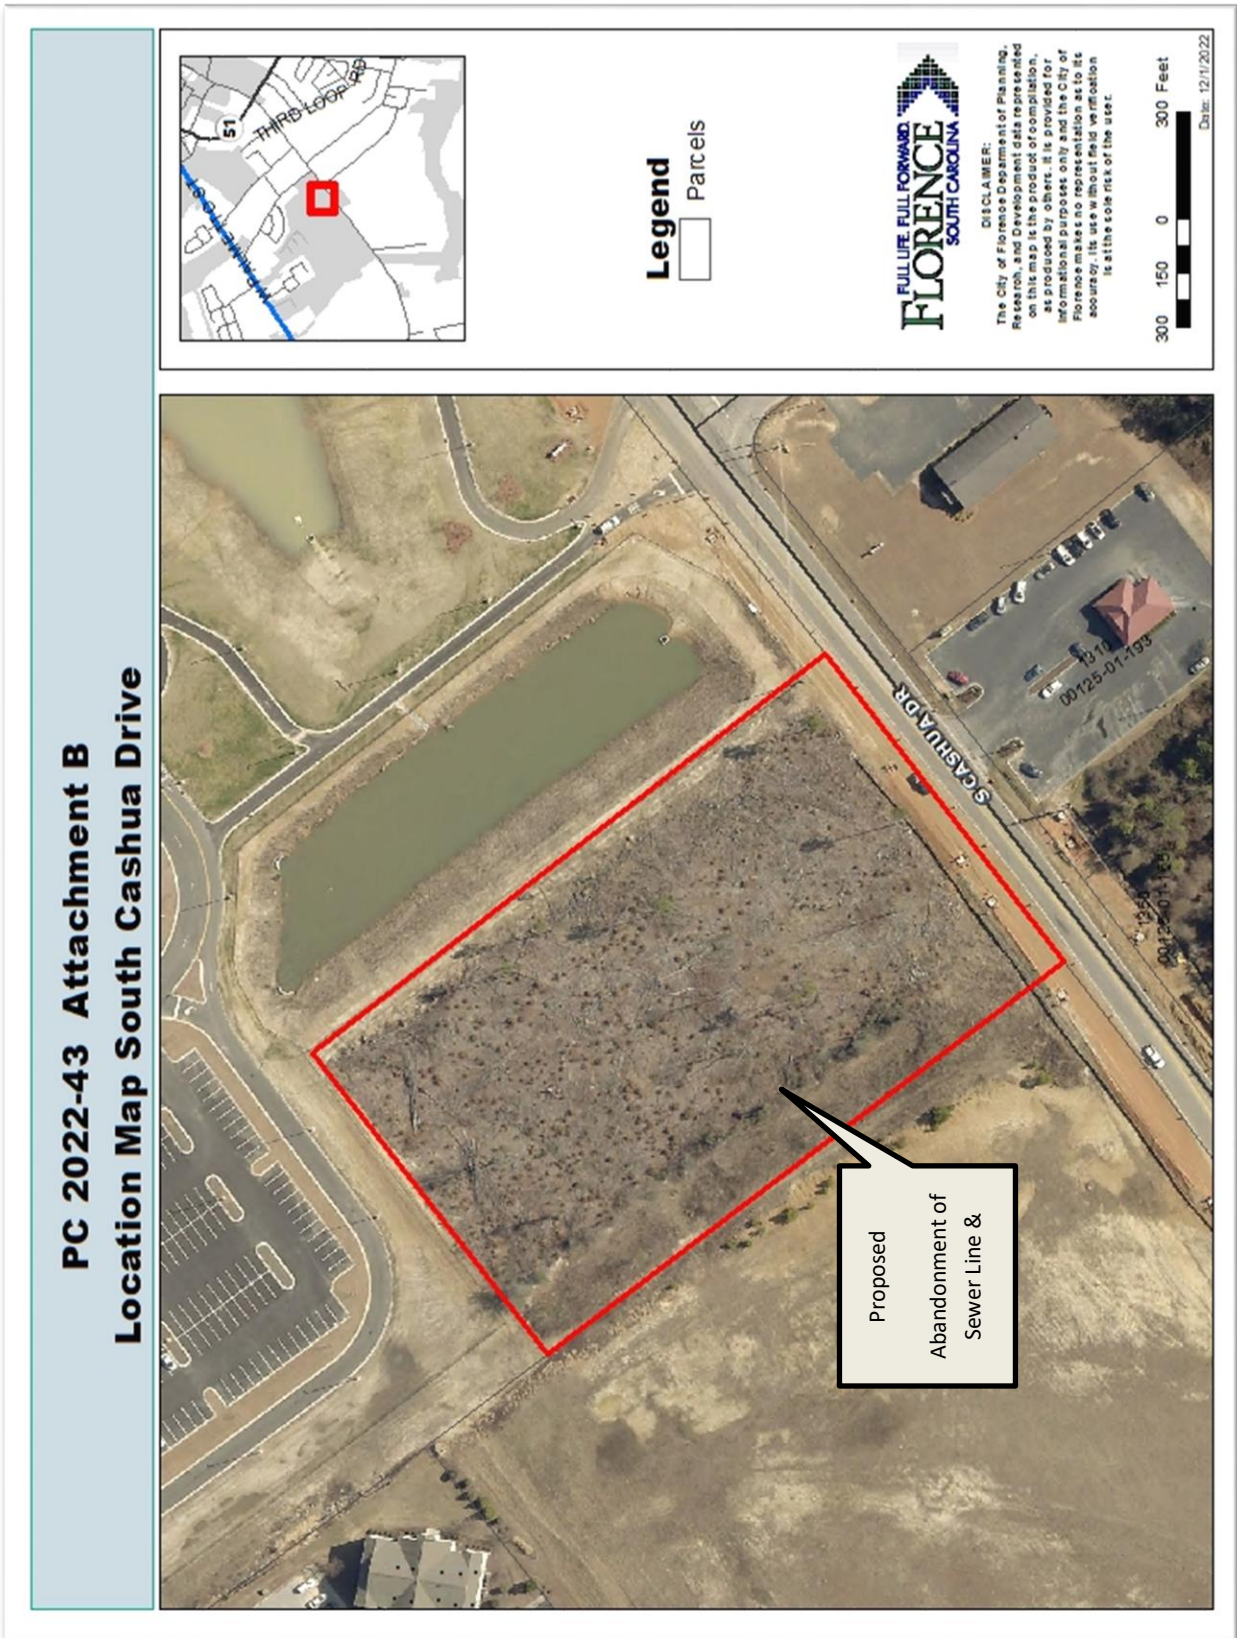 PC 2022-43 Attachment B
Location Map South Cashua Drive
S CASHUA DR
1310
00125-01-193
1350
Proposed
Abandonment of
Sewer Line &
51
THIRD LOOP RD
Legend
Parcels
FULL LIFE. FULL FORWARD.
FLORENCE
SOUTH CAROLINA
DISCLAIMER:
The City of Florence Deparment of Planning,
Research, and Development data represented
on this map is the product of compilation,
as produced by others. It is provided for
informational purposes only and the City of
Florence makes no representation as to its
accuracy. Its use without field verification
is at the sole risk of the user.
300 150 0 300 Feet
Date: 12/1/2022